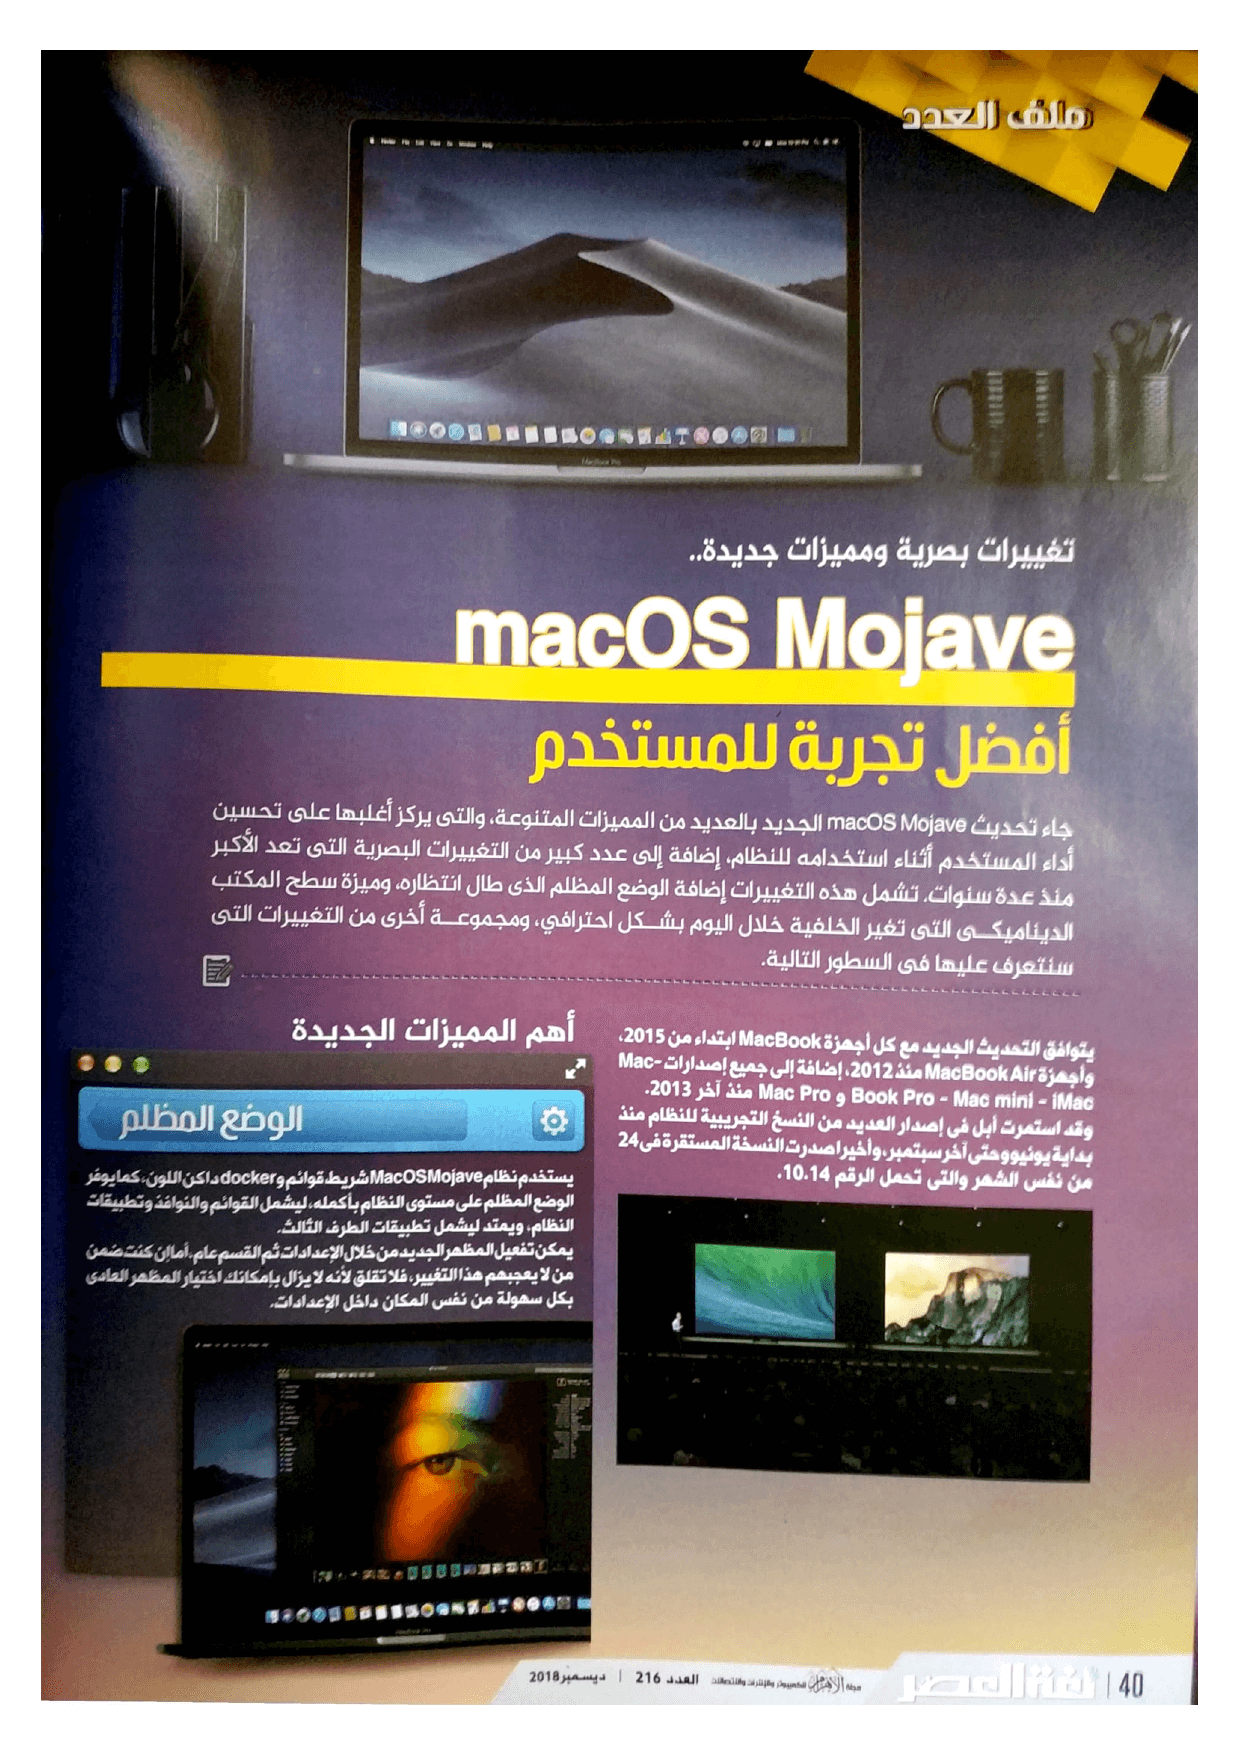 ملف العدد
تغييرات بصرية ومميزات جديدة..
macOS Mojave
أفضل تجربة للمستخدم
جاء تحديث macOS Mojave الجديد بالعديد من المميزات المتنوعة، والتى يركز أغلبها على تحسين
أداء المستخدم أثناء استخدامه للنظام، إضافة إلى عدد كبير من التغييرات البصرية التى تعد الأكبر
منذ عدة سنوات. تشمل هذه التغييرات إضافة الوضع المظلم الذى طال انتظاره، وميزة سطح المكتب
الديناميكى التى تغير الخلفية خلال اليوم بشكل احترافي، ومجموعة أخرى من التغييرات التى
سنتعرف عليها فى السطور التالية.
يتوافق التحديث الجديد مع كل أجهزة MacBook ابتداء من 2015،
وأجهزة MacBook Air منذ 2012، إضافة إلى جميع إصدارات Mac-
Book Pro - Mac mini - iMac و Mac Pro منذ آخر 2013.
وقد استمرت أبل فى إصدار العديد من النسخ التجريبية للنظام منذ
بداية يونيو وحتى آخر سبتمبر، وأخيرا صدرت النسخة المستقرة فى 24
من نفس الشهر والتى تحمل الرقم 10.14.
أهم المميزات الجديدة
الوضع المظلم
يستخدم نظام MacOS Mojave شريط قوائم و docker داكن اللون، كما يوفر
الوضع المظلم على مستوى النظام بأكمله، ليشمل القوائم والنوافذ وتطبيقات
النظام، ويمتد ليشمل تطبيقات الطرف الثالث.
يمكن تفعيل المظهر الجديد من خلال الإعدادات ثم القسم عام، أما إن كنت ضمن
من لا يعجبهم هذا التغيير، فلا تقلق لأنه لا يزال بإمكانك اختيار المظهر العادى
بكل سهولة من نفس المكان داخل الإعدادات.
MacBook Pro
40 | لغة العصر مجلة الأهرام للكمبيوتر والإنترنت والاتصالات العدد 216 | ديسمبر 2018